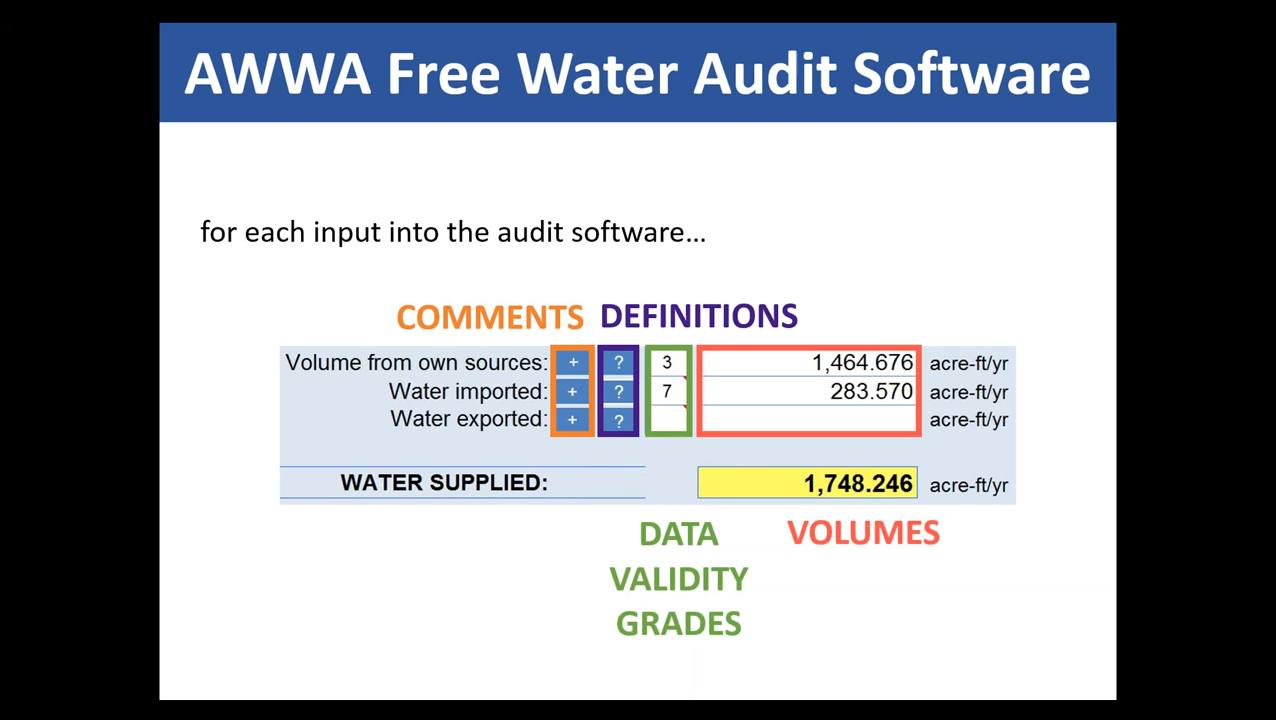 AWWA Free Water Audit Software
for each input into the audit software...
COMMENTS DEFINITIONS
Volume from own sources: + ? 3 1,464.676 acre-ft/yr
Water imported: + ? 7 283.570 acre-ft/yr
Water exported: + ? acre-ft/yr
WATER SUPPLIED: 1,748.246 acre-ft/yr
DATA VALIDITY GRADES
VOLUMES